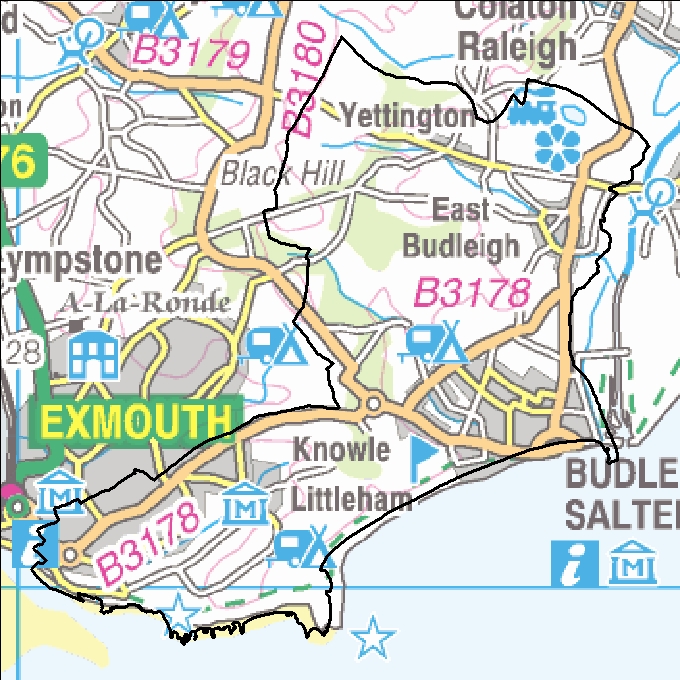 d
Colaton
Raleigh
B3179
B3180
on
Yettington
76
Black Hill
East
Budleigh
ympstone
A-La-Ronde
B3178
28
EXMOUTH
Knowle
Littleham
BUDLE
SALTE
B3178
i
i
M
M
M